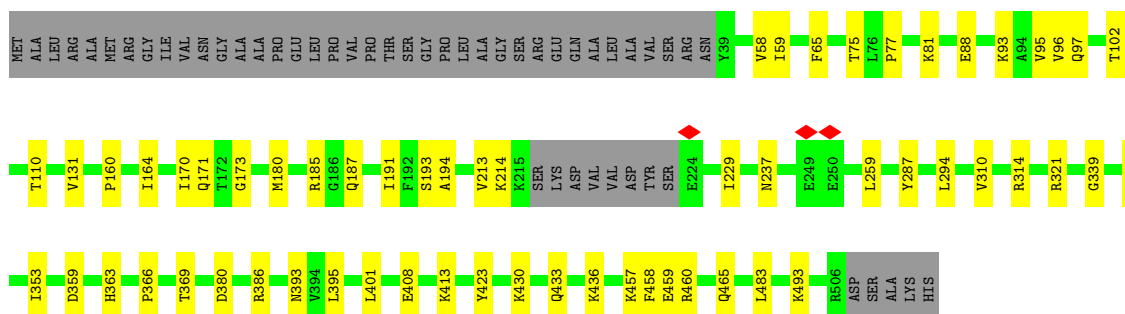 MET ALA LEU ARG ALA MET ARG GLY ILE VAL ASN GLY ALA ALA PRO GLU LEU PRO VAL PRO THR SER GLY PRO LEU ALA GLY SER ARG GLU GLN ALA LEU ALA VAL SER ARG ASN Y39 V58 I59 F65 T75 L76 P77 K81 E88 K93 A94 V95 V96 Q97 T102
T110 V131 P160 I164 I170 Q171 T172 G173 M180 R185 G186 Q187 I191 F192 S193 A194 V213 K214 K215 SER LYS ASP VAL VAL ASP TYR SER E224 I229 N237 E249 E250 L259 Y287 L294 V310 R314 R321 G339
I353 D359 H363 P366 T369 D380 R386 N393 V394 L395 L401 E408 K413 Y423 K430 Q433 K436 K457 F458 E459 R460 Q465 L483 K493 R506 ASP SER ALA LYS HIS